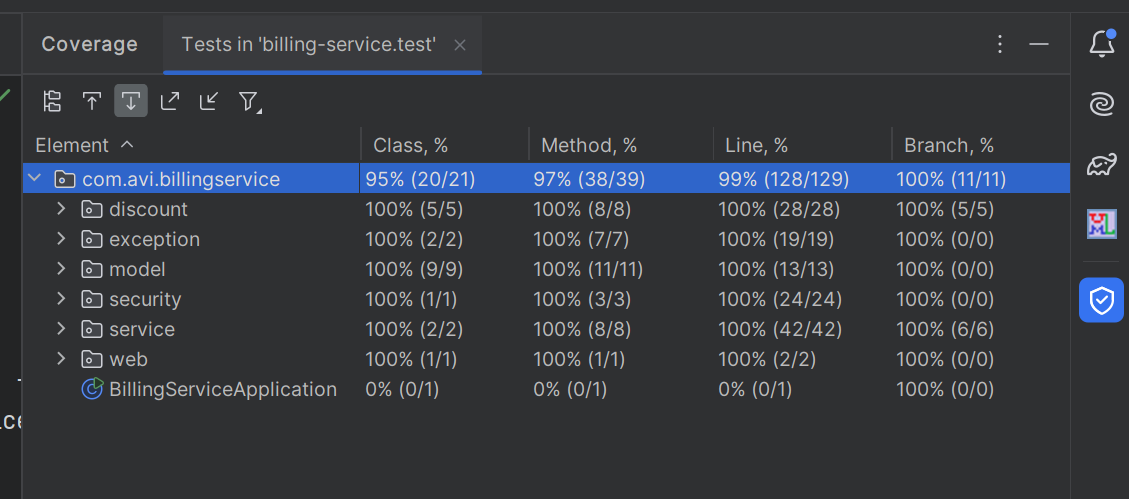 Coverage Tests in 'billing-service.test'
Element Class, % Method, % Line, % Branch, %
com.avi.billingservice 95% (20/21) 97% (38/39) 99% (128/129) 100% (11/11)
discount 100% (5/5) 100% (8/8) 100% (28/28) 100% (5/5)
exception 100% (2/2) 100% (7/7) 100% (19/19) 100% (0/0)
model 100% (9/9) 100% (11/11) 100% (13/13) 100% (0/0)
security 100% (1/1) 100% (3/3) 100% (24/24) 100% (0/0)
service 100% (2/2) 100% (8/8) 100% (42/42) 100% (6/6)
web 100% (1/1) 100% (1/1) 100% (2/2) 100% (0/0)
BillingServiceApplication 0% (0/1) 0% (0/1) 0% (0/1) 100% (0/0)
UML